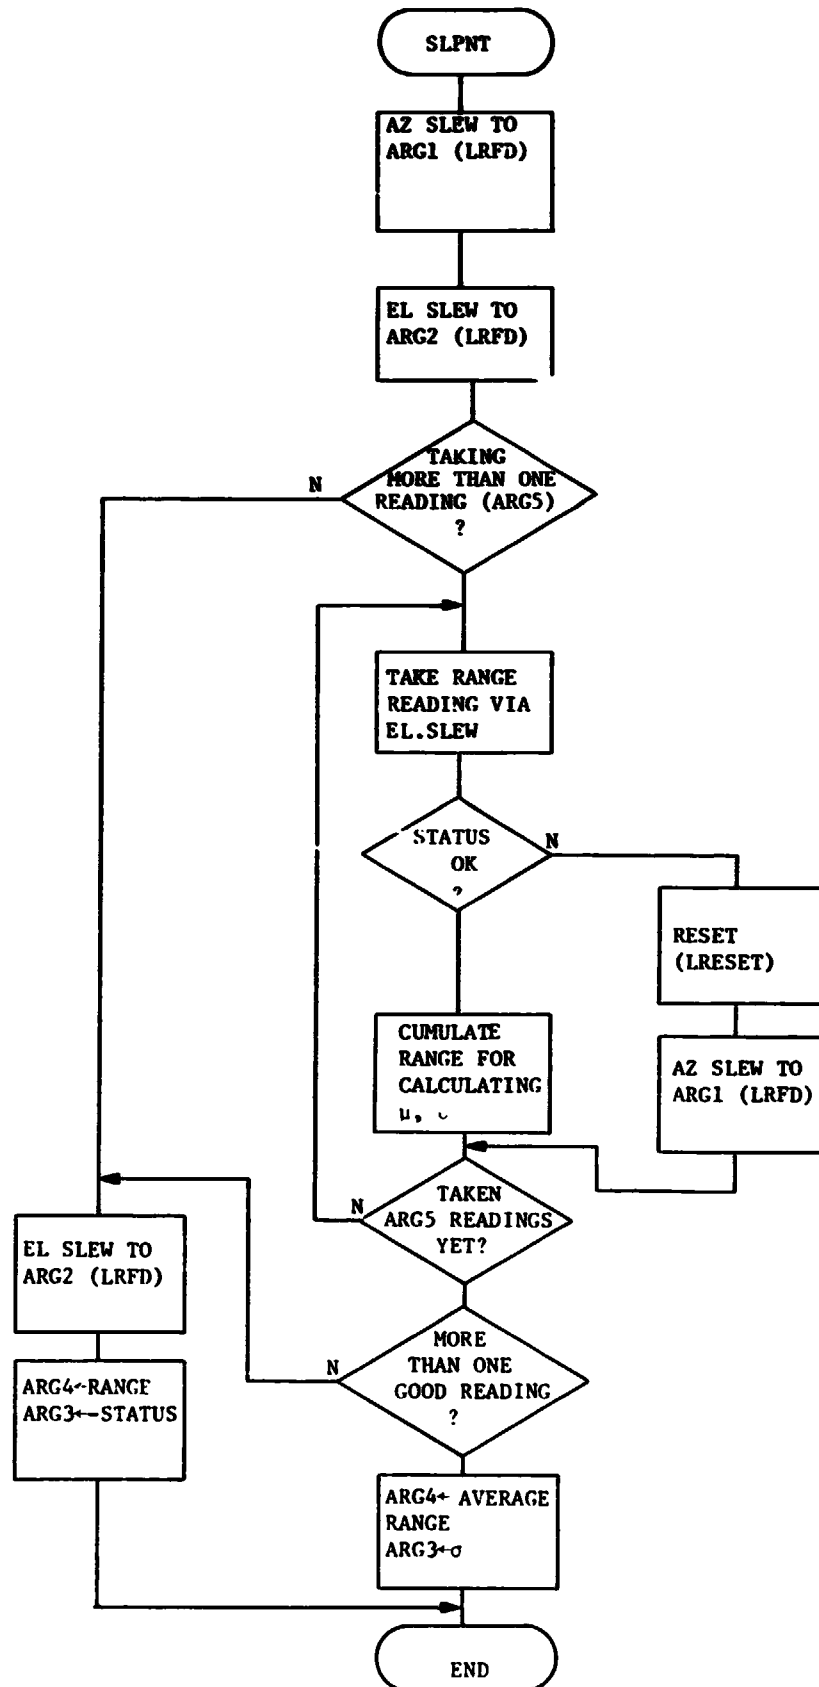 SLPNT
AZ SLEW TO
ARG1 (LRFD)
EL SLEW TO
ARG2 (LRFD)
TAKING
MORE THAN ONE
READING (ARG5)
?
N
TAKE RANGE
READING VIA
EL.SLEW
STATUS
OK
?
N
RESET
(LRESET)
AZ SLEW TO
ARG1 (LRFD)
CUMULATE
RANGE FOR
CALCULATING
μ,
TAKEN
ARG5 READINGS
YET?
N
EL SLEW TO
ARG2 (LRFD)
ARG4←RANGE
ARG3←STATUS
MORE
THAN ONE
GOOD READING
?
N
ARG4← AVERAGE
RANGE
ARG3←σ
END